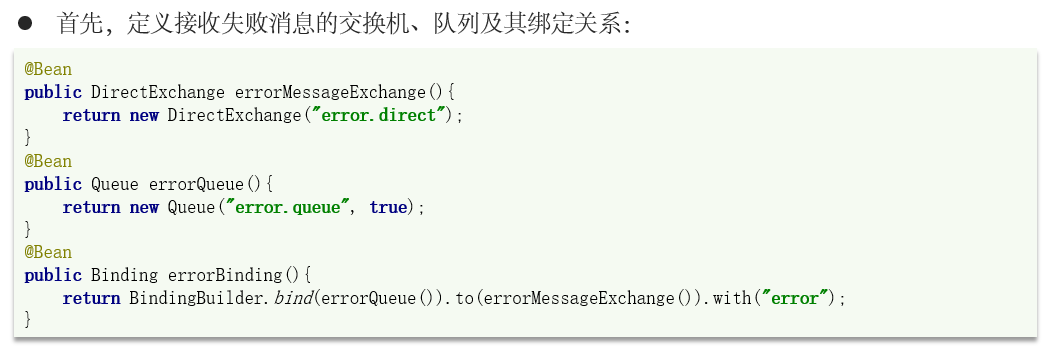 ● 首先，定义接收失败消息的交换机、队列及其绑定关系：
@Bean
public DirectExchange errorMessageExchange(){
    return new DirectExchange("error.direct");
}
@Bean
public Queue errorQueue(){
    return new Queue("error.queue", true);
}
@Bean
public Binding errorBinding(){
    return BindingBuilder.bind(errorQueue()).to(errorMessageExchange()).with("error");
}